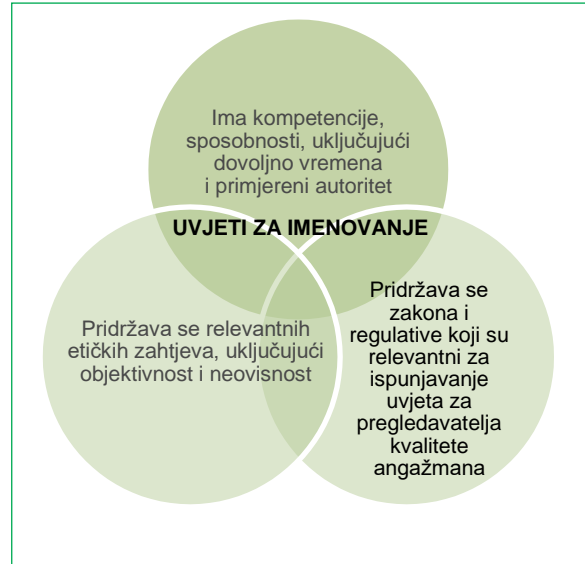 Ima kompetencije,
sposobnosti, uključujući
dovoljno vremena
i primjereni autoritet
UVJETI ZA IMENOVANJE
Pridržava se relevantnih
etičkih zahtjeva, uključujući
objektivnost i neovisnost
Pridržava se
zakona i
regulative koji su
relevantni za
ispunjavanje
uvjeta za
pregledavatelja
kvalitete
angažmana